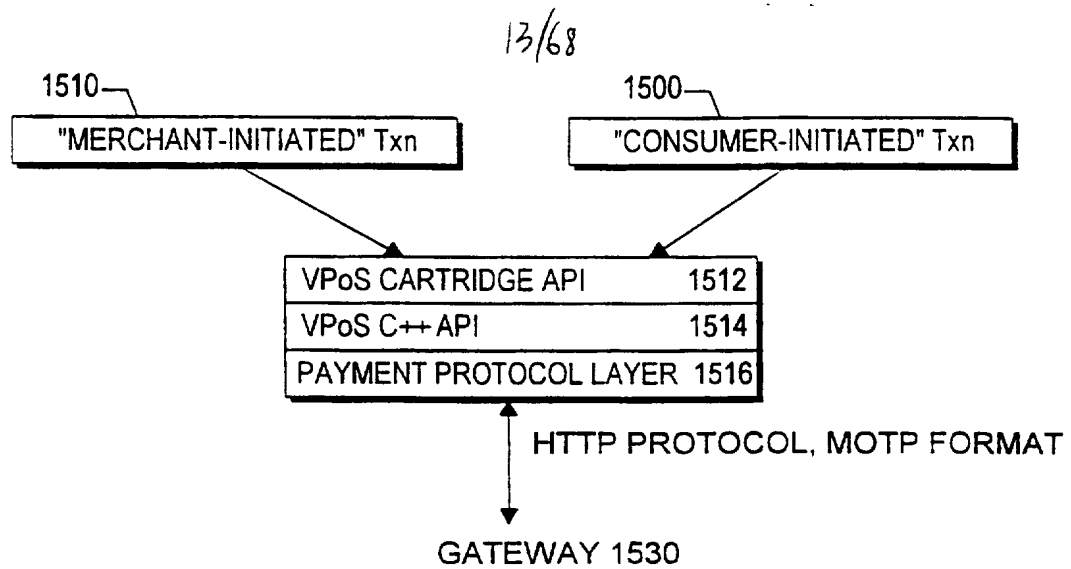 13/68
1510
1500
"MERCHANT-INITIATED" Txn
"CONSUMER-INITIATED" Txn
VPoS CARTRIDGE API 1512
VPoS C++ API 1514
PAYMENT PROTOCOL LAYER 1516
HTTP PROTOCOL, MOTP FORMAT
GATEWAY 1530